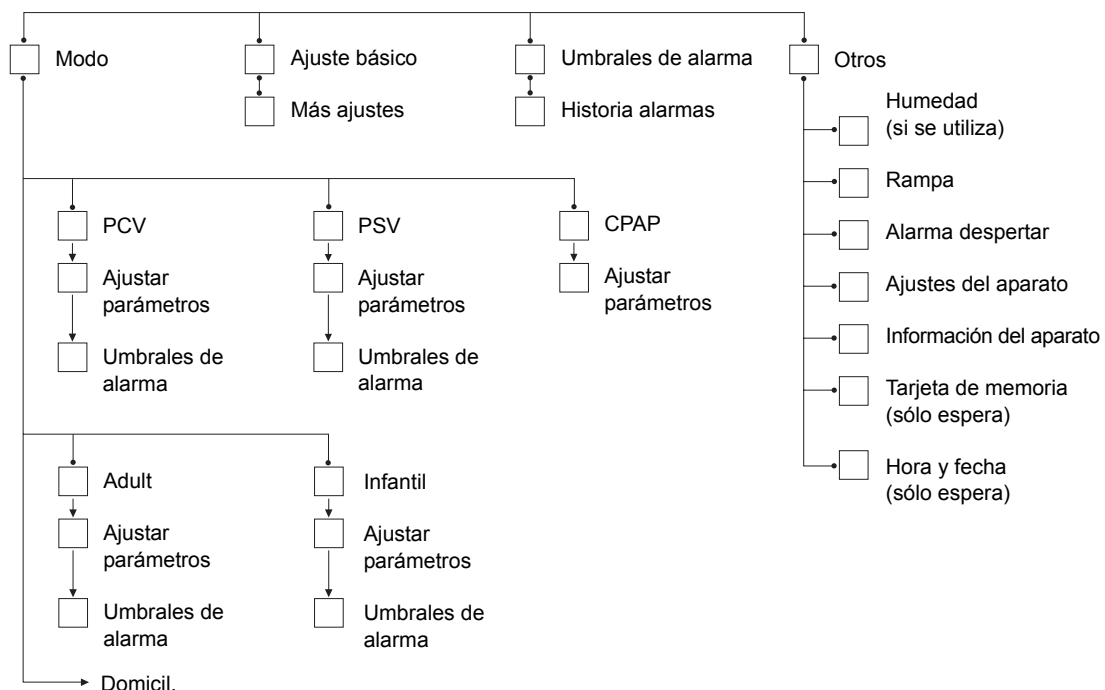 Modo
Ajuste básico
Umbrales de alarma
Otros
Más ajustes
Historia alarmas
Humedad
(si se utiliza)
Rampa
Alarma despertar
Ajustes del aparato
Información del aparato
Tarjeta de memoria
(sólo espera)
Hora y fecha
(sólo espera)
PCV
PSV
CPAP
Ajustar
parámetros
Ajustar
parámetros
Ajustar
parámetros
Umbrales de
alarma
Umbrales de
alarma
Adult
Infantil
Ajustar
parámetros
Ajustar
parámetros
Umbrales de
alarma
Umbrales de
alarma
Domicil.